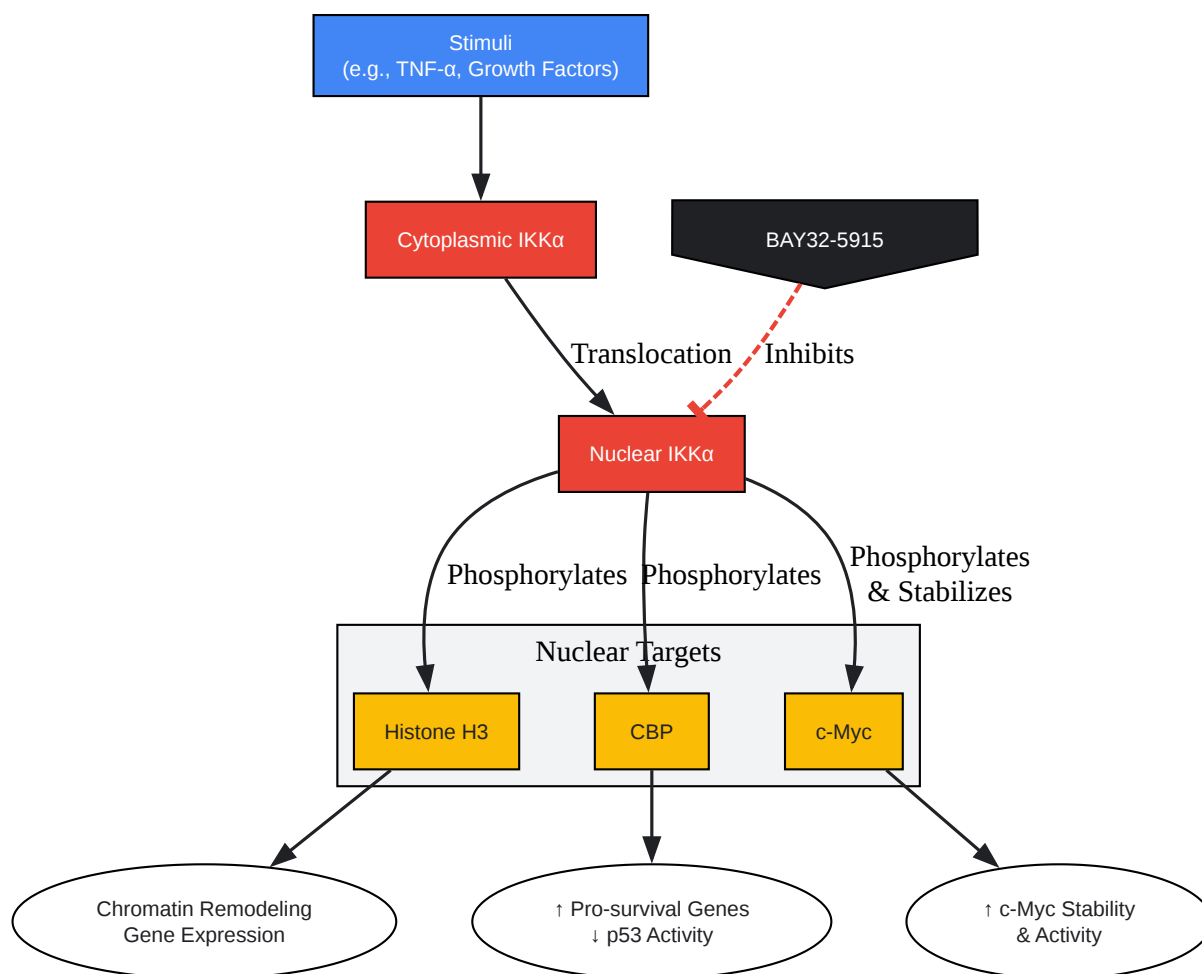 Stimuli
(e.g., TNF-α, Growth Factors)
Cytoplasmic IKKα
BAY32-5915
Translocation
Inhibits
Nuclear IKKα
Phosphorylates
Phosphorylates
Phosphorylates
& Stabilizes
Nuclear Targets
Histone H3
CBP
c-Myc
Chromatin Remodeling
Gene Expression
↑ Pro-survival Genes
↓ p53 Activity
↑ c-Myc Stability
& Activity